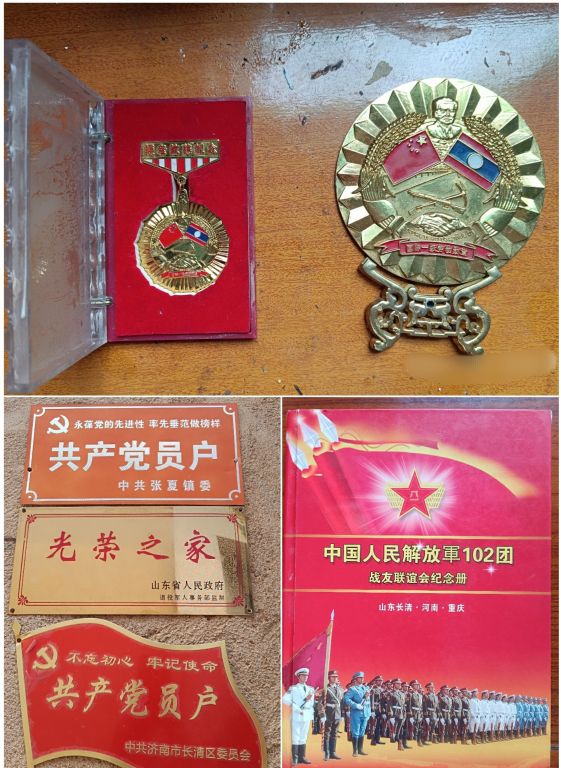 永葆党的先进性 率先垂范做榜样
共产党员户
中共张夏镇委
光荣之家
山东省人民政府
退役军人事务部监制
不忘初心 牢记使命
共产党员户
中共济南市长清区委员会
八一
中国人民解放軍102团
战友联谊会纪念册
山东长清·河南·重庆